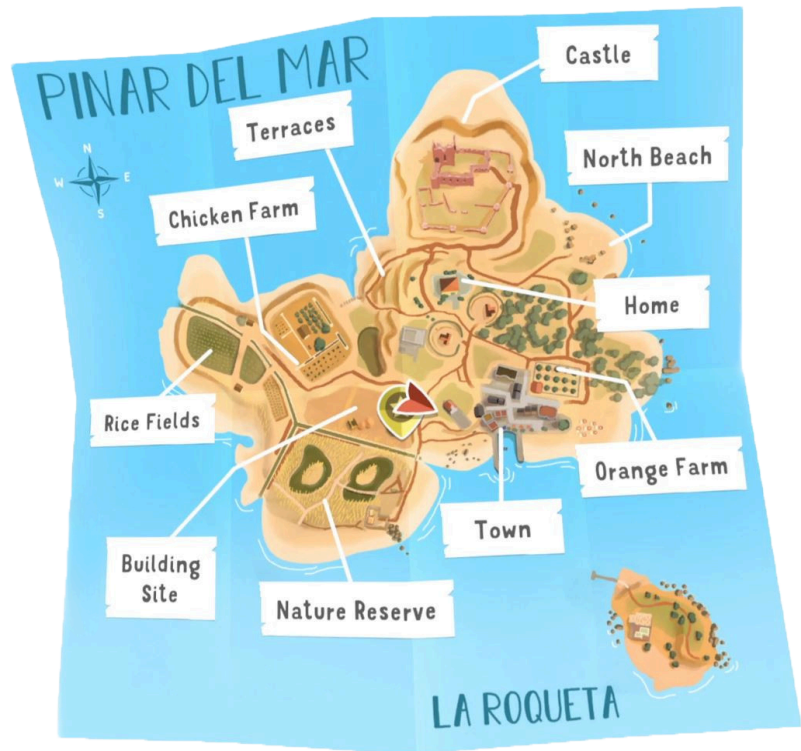 PINAR DEL MAR
Castle
Terraces
North Beach
N
W E
S
Chicken Farm
Home
Rice Fields
Orange Farm
Town
Building
Site
Nature Reserve
LA ROQUETA